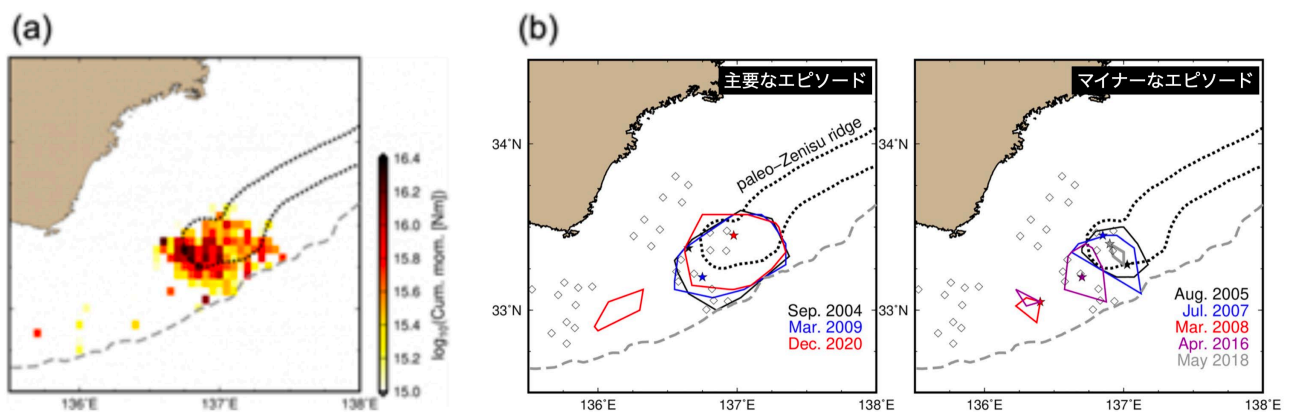 (a)
136˚E
137˚E
138˚E
16.4
16.2
16.0
15.8
15.6
15.4
15.2
15.0
log10(Cum. mom. [Nm])
(b)
主要なエピソード
34˚N
33˚N
paleo−Zenisu ridge
Sep. 2004
Mar. 2009
Dec. 2020
136˚E
137˚E
138˚E
マイナーなエピソード
34˚N
33˚N
Aug. 2005
Jul. 2007
Mar. 2008
Apr. 2016
May 2018
136˚E
137˚E
138˚E